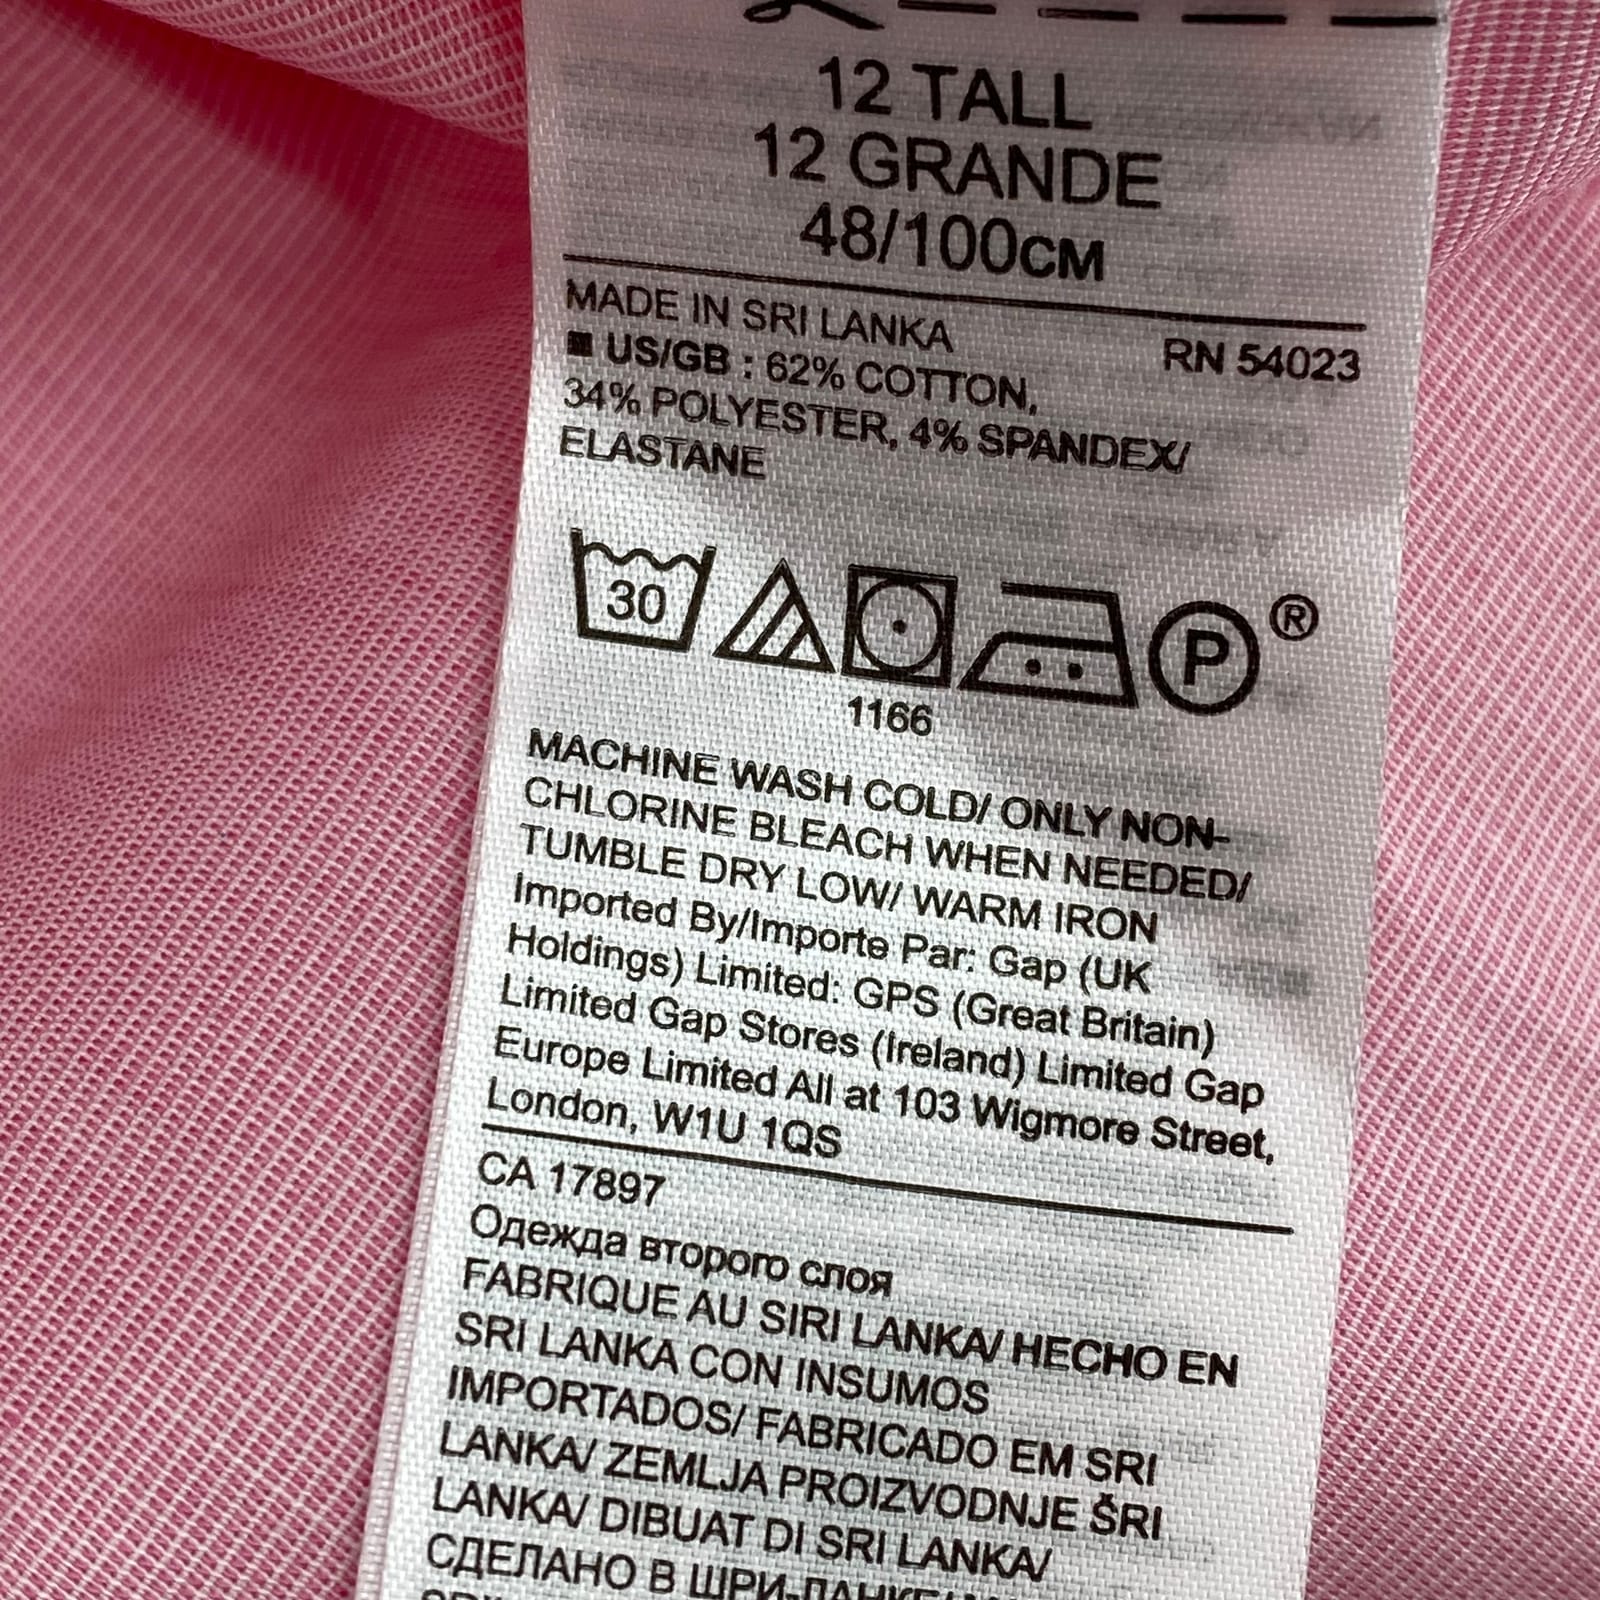 12 TALL
12 GRANDE
48/100CM
MADE IN SRI LANKA
RN 54023
US/GB : 62% COTTON,
34% POLYESTER, 4% SPANDEX/
ELASTANE
30
P
®
1166
MACHINE WASH COLD/ ONLY NON-
CHLORINE BLEACH WHEN NEEDED/
TUMBLE DRY LOW/ WARM IRON
Imported By/Importe Par: Gap (UK
Holdings) Limited: GPS (Great Britain)
Limited Gap Stores (Ireland) Limited Gap
Europe Limited All at 103 Wigmore Street,
London, W1U 1QS
CA 17897
Одежда второго слоя
FABRIQUE AU SIRI LANKA/ HECHO EN
SRI LANKA CON INSUMOS
IMPORTADOS/ FABRICADO EM SRI
LANKA/ ZEMLJA PROIZVODNJE ŠRI
LANKA/ DIBUAT DI SRI LANKA/
СДЕЛАНО В